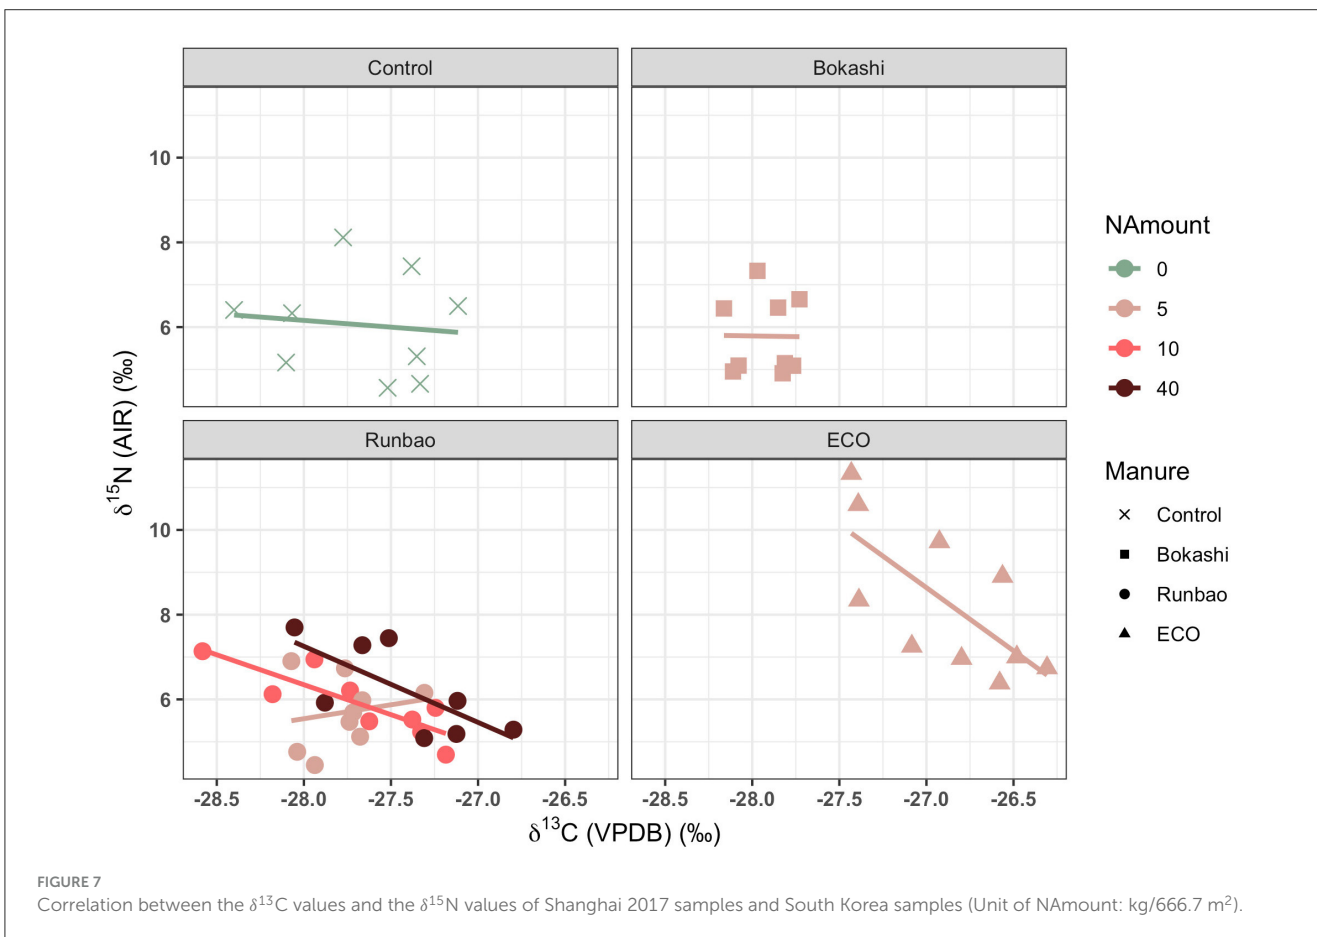 Control
Bokashi
10
8
6
Runbao
ECO
10
8
6
-28.5 -28.0 -27.5 -27.0 -26.5
-28.5 -28.0 -27.5 -27.0 -26.5
δ¹³C (VPDB) (‰)
δ¹⁵N (AIR) (‰)
NAmount
0
5
10
40
Manure
Control
Bokashi
Runbao
ECO
FIGURE 7
Correlation between the δ¹³C values and the δ¹⁵N values of Shanghai 2017 samples and South Korea samples (Unit of NAmount: kg/666.7 m²).